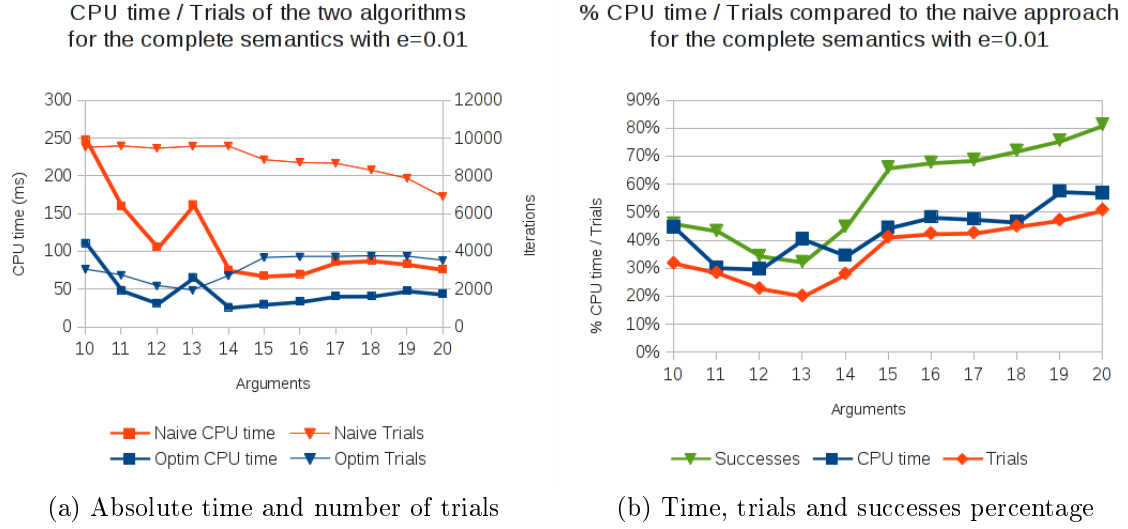 CPU time / Trials of the two algorithms
for the complete semantics with e=0.01
300
250
200
150
100
50
0
12000
10000
8000
6000
4000
2000
0
CPU time (ms)
Iterations
10 11 12 13 14 15 16 17 18 19 20
Arguments
Naive CPU time Naive Trials
Optim CPU time Optim Trials
(a) Absolute time and number of trials
% CPU time / Trials compared to the naive approach
for the complete semantics with e=0.01
90%
80%
70%
60%
50%
40%
30%
20%
10%
0%
% CPU time / Trials
10 11 12 13 14 15 16 17 18 19 20
Arguments
Successes CPU time Trials
(b) Time, trials and successes percentage